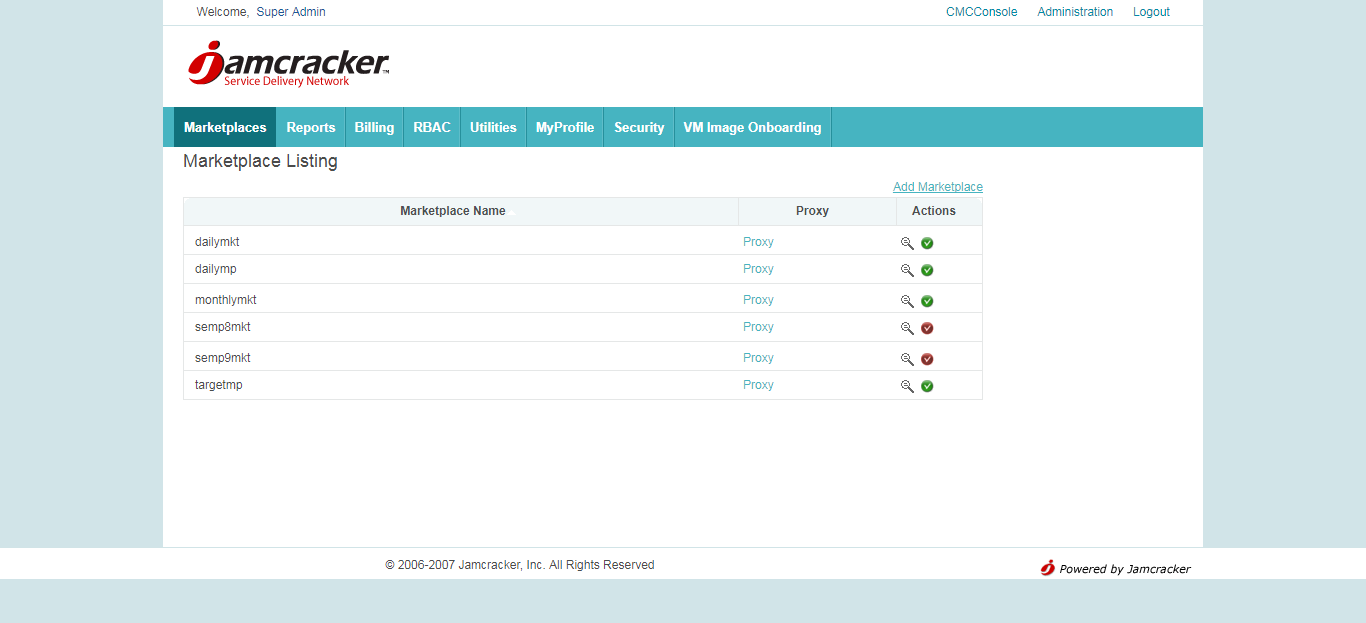 Welcome, Super Admin CMCConsole Administration Logout
jamcracker™
Service Delivery Network
Marketplaces Reports Billing RBAC Utilities MyProfile Security VM Image Onboarding
Marketplace Listing
Add Marketplace
Marketplace Name Proxy Actions
dailymkt Proxy
dailymp Proxy
monthlymkt Proxy
semp8mkt Proxy
semp9mkt Proxy
targetmp Proxy
© 2006-2007 Jamcracker, Inc. All Rights Reserved
Powered by Jamcracker